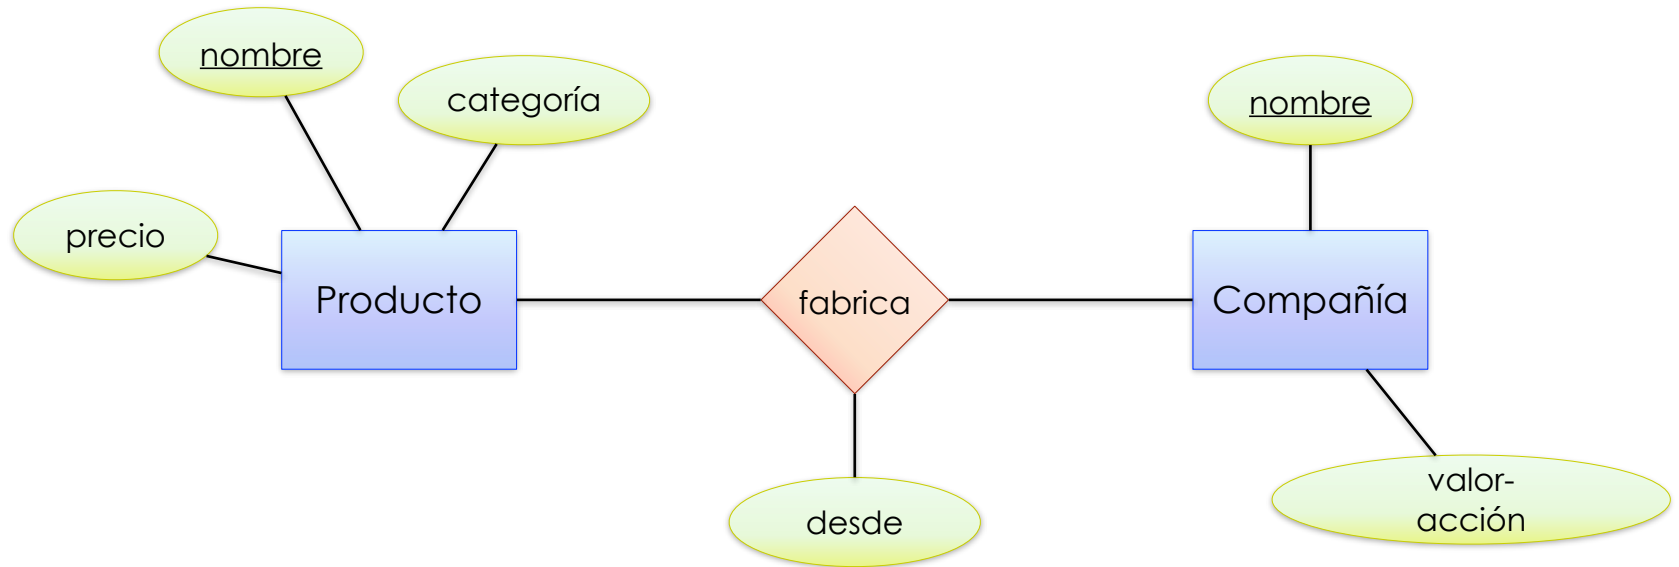 nombre
categoría
nombre
precio
Producto
fabrica
Compañía
valor-
acción
desde